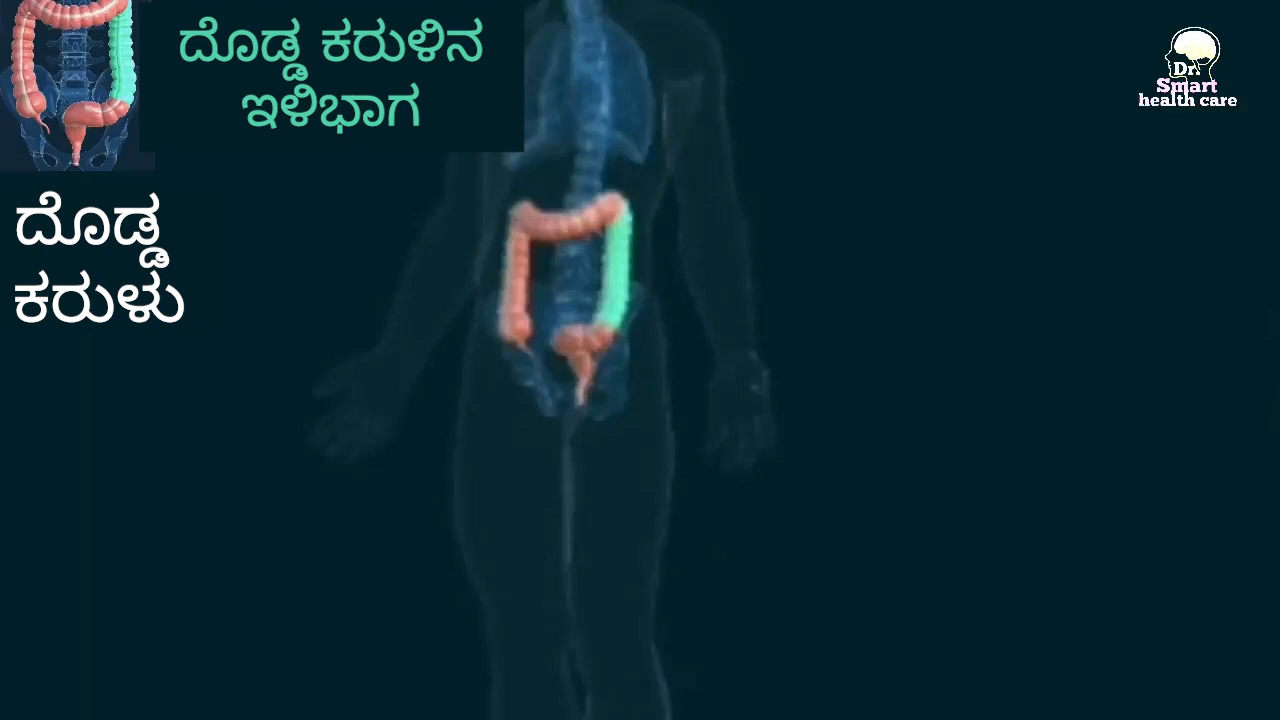 ದೊಡ್ಡ ಕರುಳಿನ
ಇಳಿಭಾಗ
ದೊಡ್ಡ
ಕರುಳು
Dr.
Smart
health care